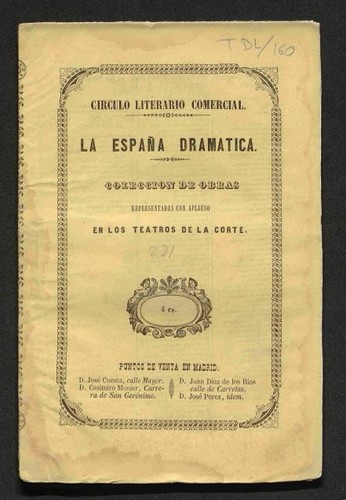 TDL/160
CIRCULO LITERARIO COMERCIAL.
LA ESPAÑA DRAMATICA.
COLECCION DE OBRAS
REPRESENTADAS CON APLAUSO
EN LOS TEATROS DE LA CORTE.
231
4 rs.
PUNTOS DE VENTA EN MADRID.
D. José Cuesta, calle Mayor.
D. Casimiro Monier, Carre-
ra de San Gerónimo.
D. Juan Diaz de los Rios
calle de Carretas.
D. José Perez, idem.